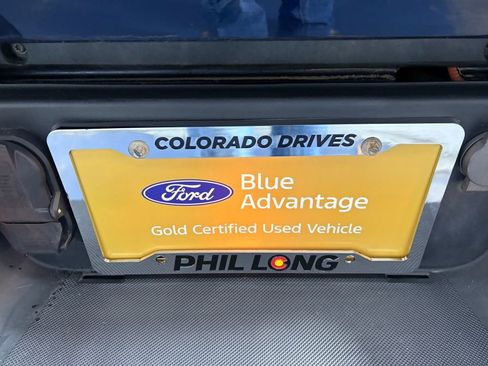 COLORADO DRIVES
Ford
Blue
Advantage
Gold Certified Used Vehicle
PHIL LONG